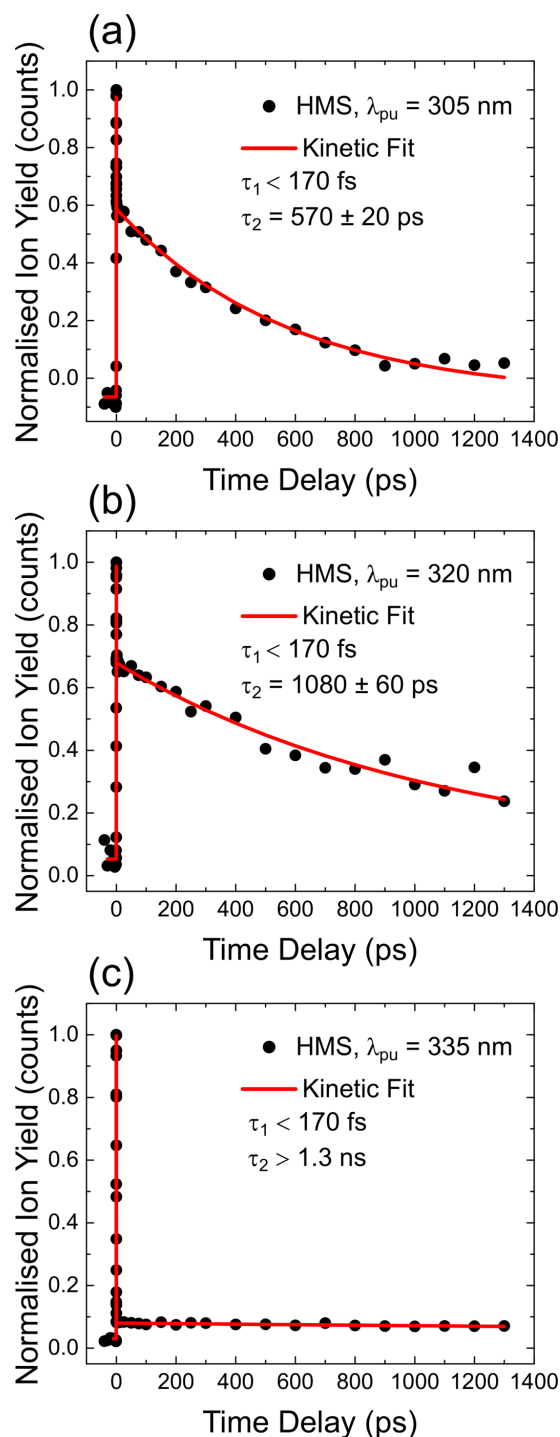 (a)
Normalised Ion Yield (counts)
1.0
0.8
0.6
0.4
0.2
0.0
HMS, λpu = 305 nm
Kinetic Fit
τ1 < 170 fs
τ2 = 570 ± 20 ps
0 200 400 600 800 1000 1200 1400
Time Delay (ps)
(b)
Normalised Ion Yield (counts)
1.0
0.8
0.6
0.4
0.2
0.0
HMS, λpu = 320 nm
Kinetic Fit
τ1 < 170 fs
τ2 = 1080 ± 60 ps
0 200 400 600 800 1000 1200 1400
Time Delay (ps)
(c)
Normalised Ion Yield (counts)
1.0
0.8
0.6
0.4
0.2
0.0
HMS, λpu = 335 nm
Kinetic Fit
τ1 < 170 fs
τ2 > 1.3 ns
0 200 400 600 800 1000 1200 1400
Time Delay (ps)